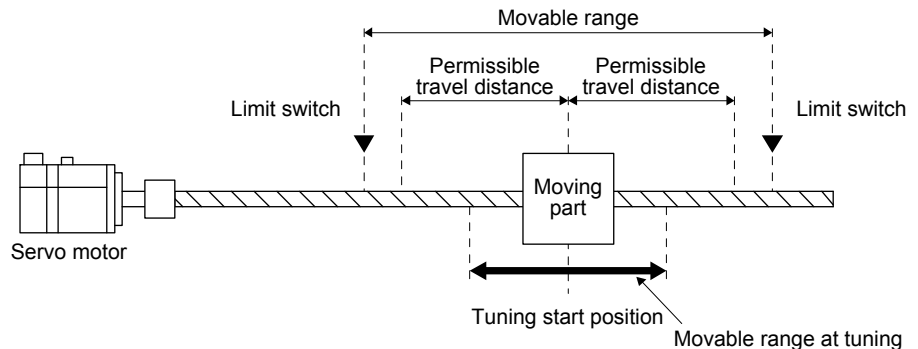 Movable range
Permissible
travel distance
Permissible
travel distance
Limit switch
Limit switch
Moving
part
Servo motor
Tuning start position
Movable range at tuning